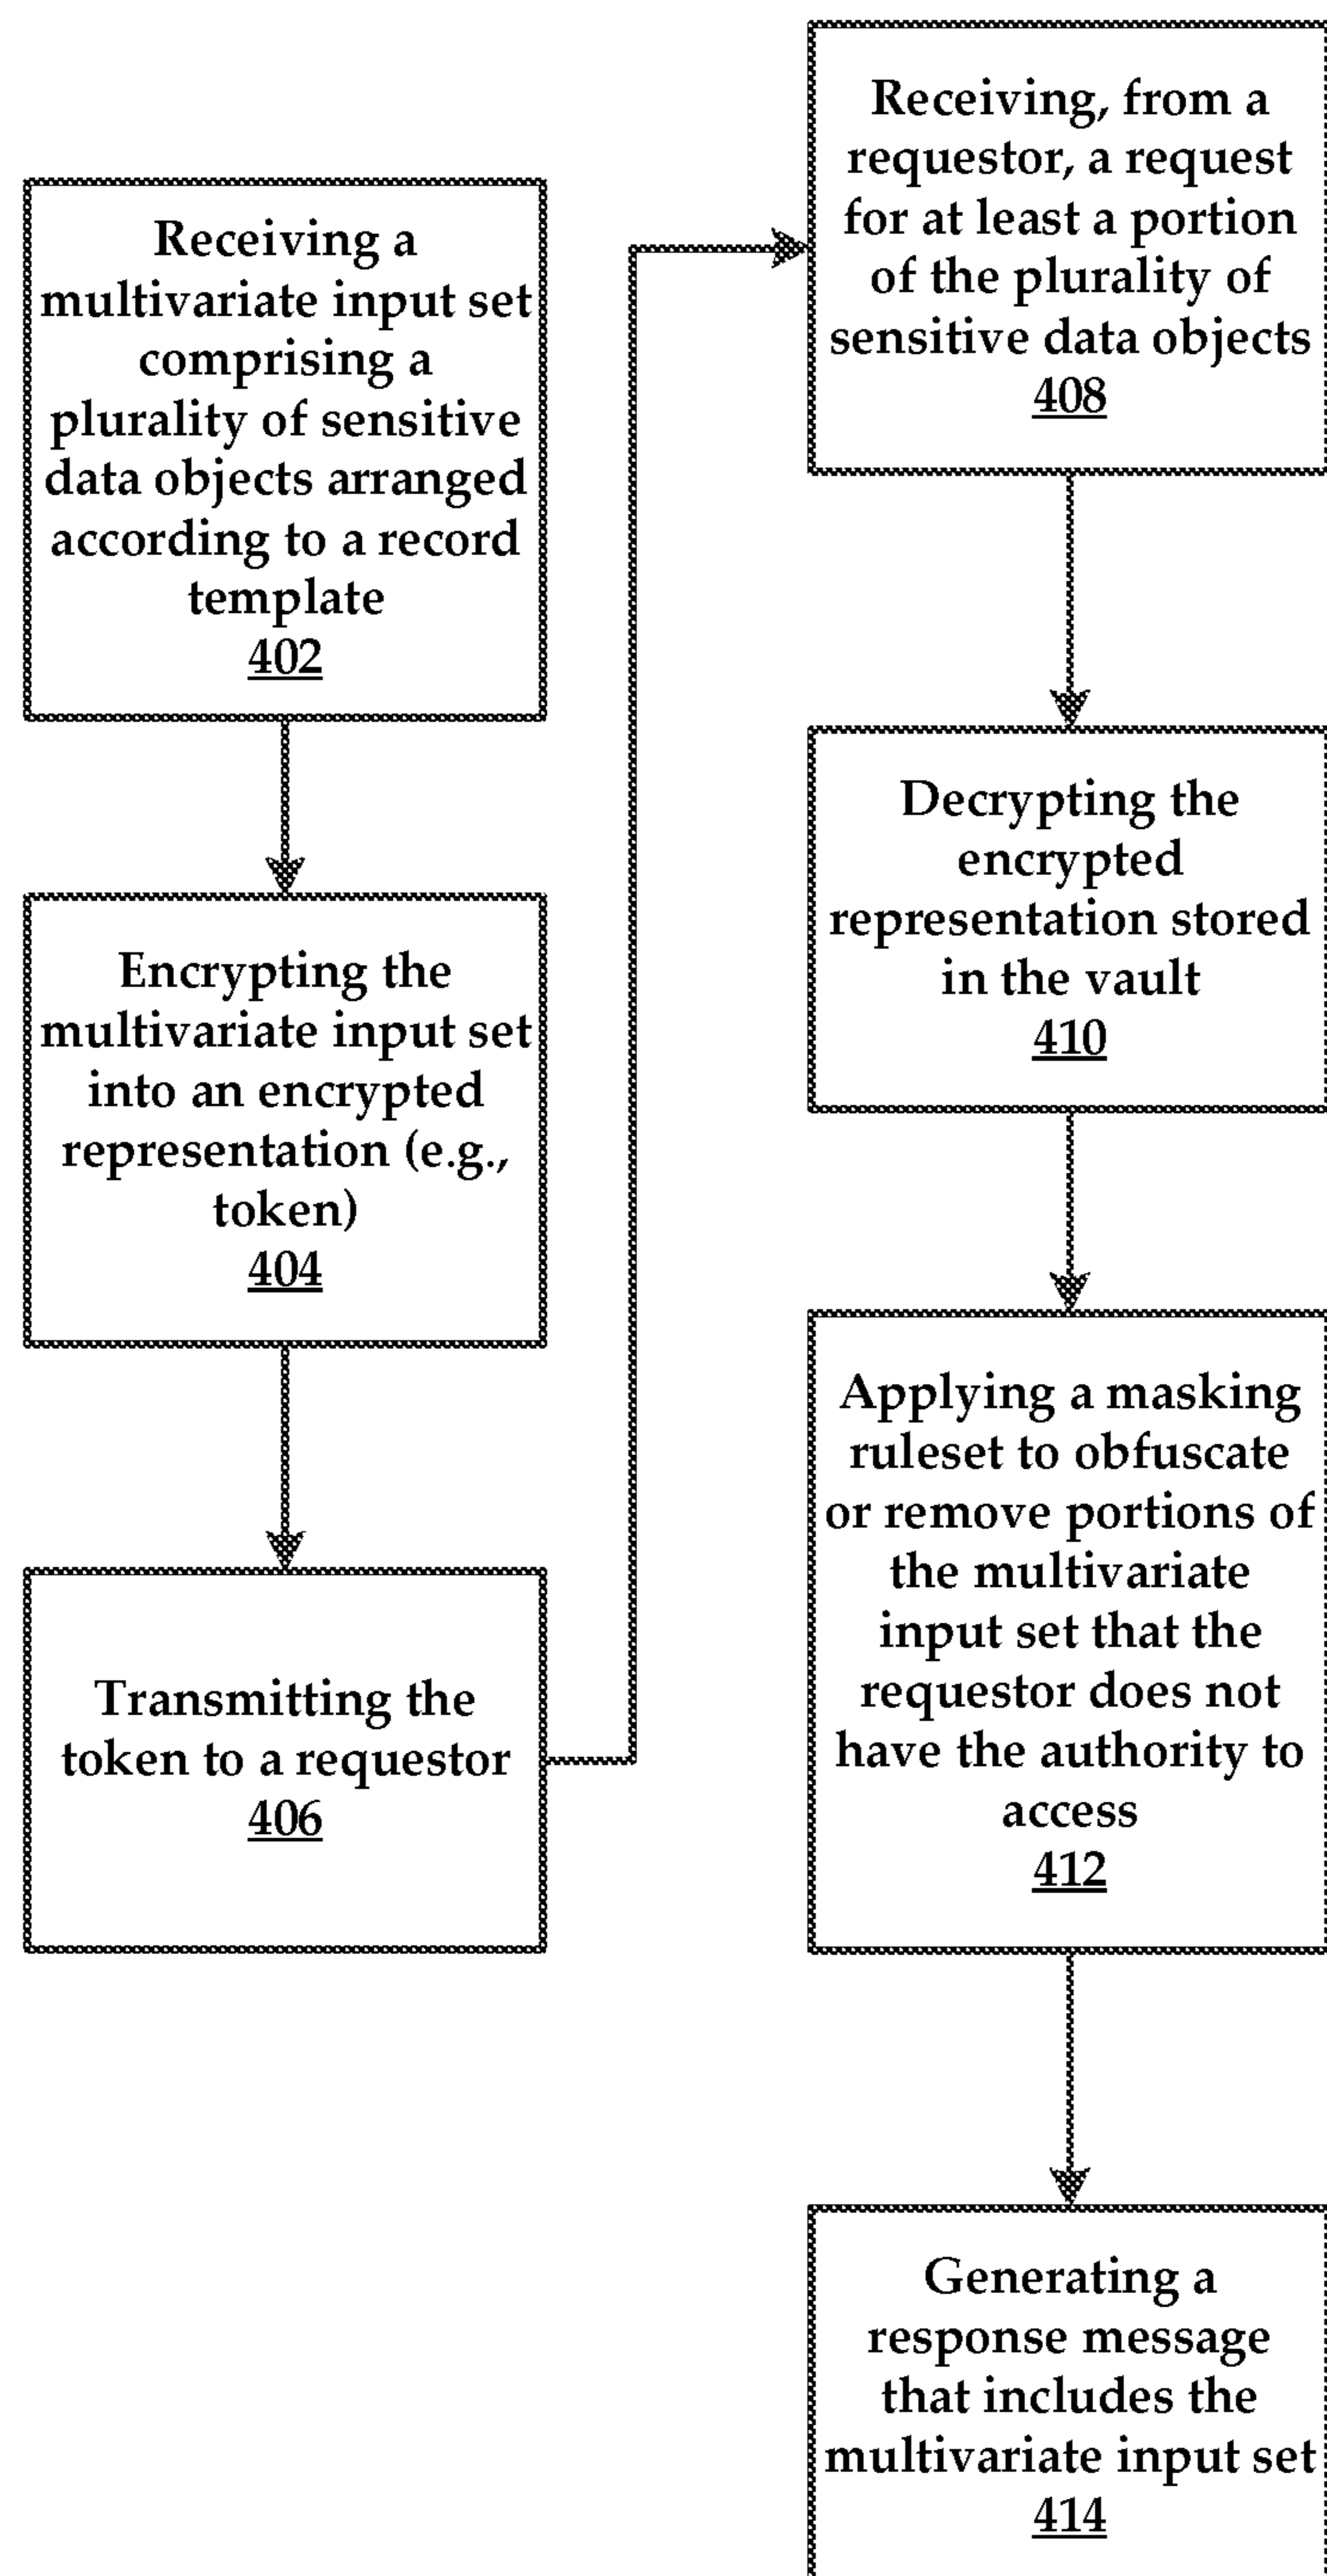 Receiving a
multivariate input set
comprising a
plurality of sensitive
data objects arranged
according to a record
template
402
Encrypting the
multivariate input set
into an encrypted
representation (e.g.,
token)
404
Transmitting the
token to a requestor
406
Receiving, from a
requestor, a request
for at least a portion
of the plurality of
sensitive data objects
408
Decrypting the
encrypted
representation stored
in the vault
410
Applying a masking
ruleset to obfuscate
or remove portions of
the multivariate
input set that the
requestor does not
have the authority to
access
412
Generating a
response message
that includes the
multivariate input set
414